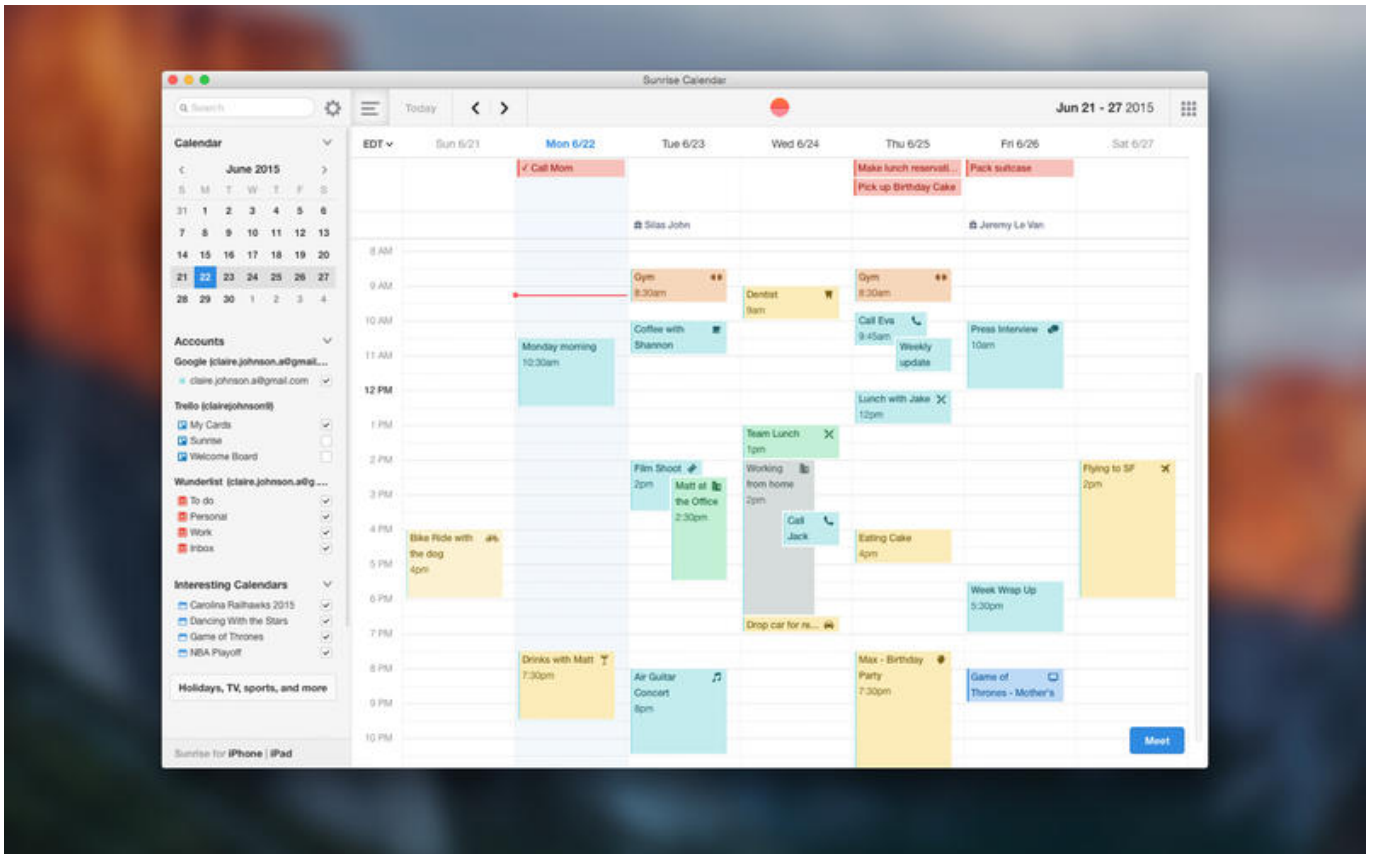 Sunrise Calendar
Search
Today
Jun 21 - 27 2015
Calendar
June 2015
S M T W T F S
31 1 2 3 4 5 6
7 8 9 10 11 12 13
14 15 16 17 18 19 20
21 22 23 24 25 26 27
28 29 30 1 2 3 4
Accounts
Google (claire.johnson.a@gmail....
claire.johnson.a@gmail.com
Trello (clairejohnson9)
My Cards
Sunrise
Welcome Board
Wunderlist (claire.johnson.a@g....
To do
Personal
Work
Inbox
Interesting Calendars
Carolina Railhawks 2015
Dancing With the Stars
Game of Thrones
NBA Playoff
Holidays, TV, sports, and more
Sunrise for iPhone | iPad
EDT
Sun 6/21
Mon 6/22
Tue 6/23
Wed 6/24
Thu 6/25
Fri 6/26
Sat 6/27
✓ Call Mom
Make lunch reservati...
Pack suitcase
Pick up Birthday Cake
Silas John
Jeremy Le Van
8 AM
9 AM
10 AM
11 AM
12 PM
1 PM
2 PM
3 PM
4 PM
5 PM
6 PM
7 PM
8 PM
9 PM
10 PM
Bike Ride with
the dog
4pm
Monday morning
10:30am
Drinks with Matt
7:30pm
Gym
8:30am
Coffee with
Shannon
Film Shoot
2pm
Matt at
the Office
2:30pm
Air Guitar
Concert
8pm
Dentist
9am
Team Lunch
1pm
Working
from home
2pm
Call
Jack
Drop car for re...
Gym
8:30am
Call Eva
9:45am
Weekly
update
Lunch with Jake
12pm
Eating Cake
4pm
Max - Birthday
Party
7:30pm
Press Interview
10am
Week Wrap Up
5:30pm
Game of
Thrones - Mother's
Flying to SF
2pm
Meet